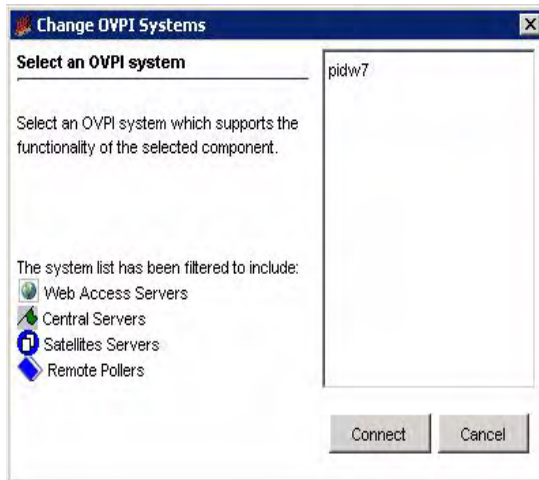 Change OVPI Systems
Select an OVPI system
Select an OVPI system which supports the
functionality of the selected component.
The system list has been filtered to include:
Web Access Servers
Central Servers
Satellites Servers
Remote Pollers
pidw7
Connect
Cancel